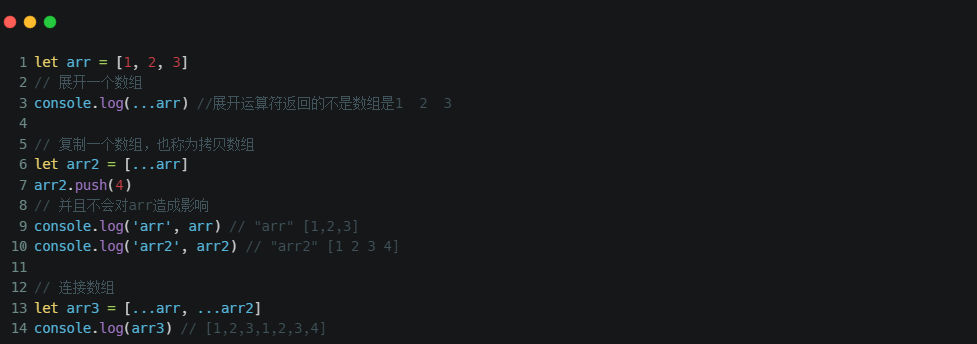 1 let arr = [1, 2, 3]
2 // 展开一个数组
3 console.log(...arr) //展开运算符返回的不是数组是1  2  3
4
5 // 复制一个数组，也称为拷贝数组
6 let arr2 = [...arr]
7 arr2.push(4)
8 // 并且不会对arr造成影响
9 console.log('arr', arr) // "arr" [1,2,3]
10 console.log('arr2', arr2) // "arr2" [1 2 3 4]
11
12 // 连接数组
13 let arr3 = [...arr, ...arr2]
14 console.log(arr3) // [1,2,3,1,2,3,4]